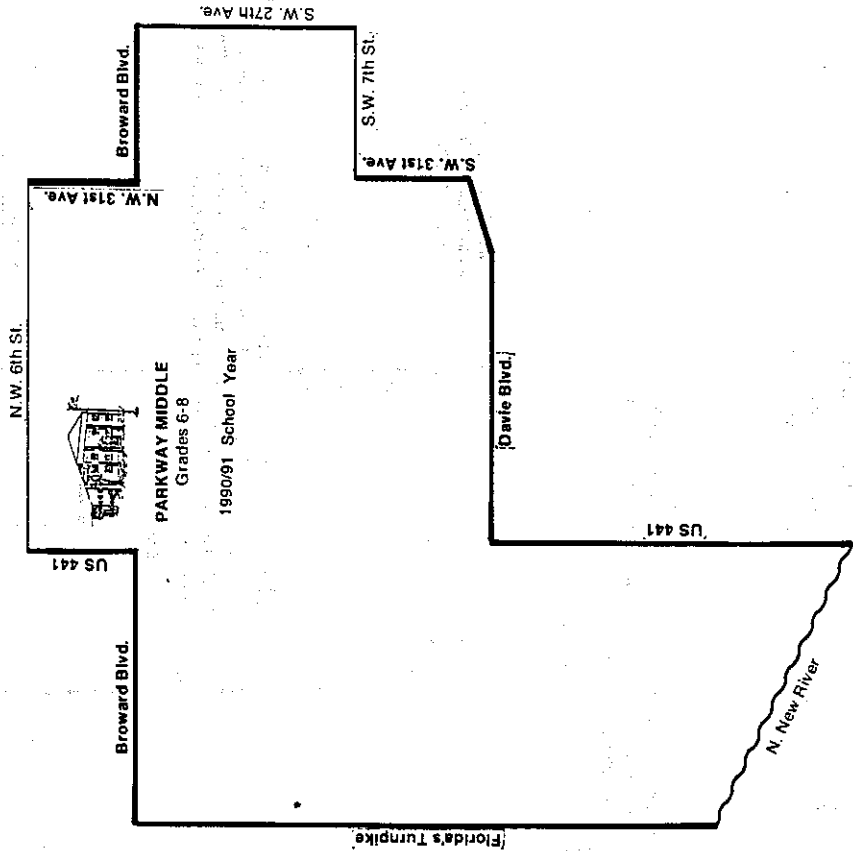 N.W. 6th St.
N.W. 31st Ave.
Broward Blvd.
S.W. 27th Ave.
S.W. 7th St.
S.W. 31st Ave.
PARKWAY MIDDLE
Grades 6-8
1990/91 School Year
US 441
Broward Blvd.
Davie Blvd.
US 441
N. New River
Florida's Turnpike